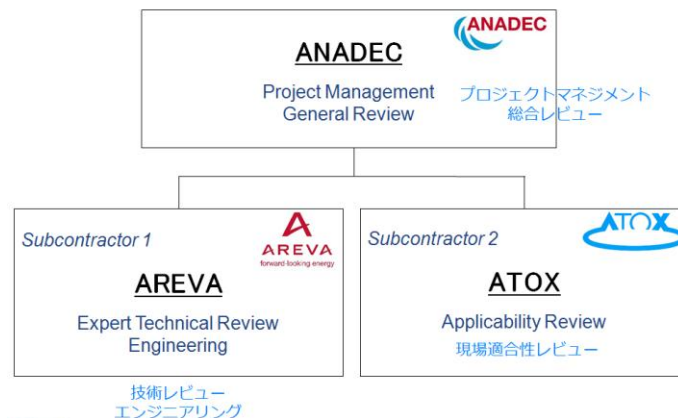 ANADEC
ANADEC
Project Management
General Review
プロジェクトマネジメント
総合レビュー
Subcontractor 1
AREVA
forward-looking energy
AREVA
Expert Technical Review
Engineering
技術レビュー
エンジニアリング
Subcontractor 2
ATOX
ATOX
Applicability Review
現場適合性レビュー